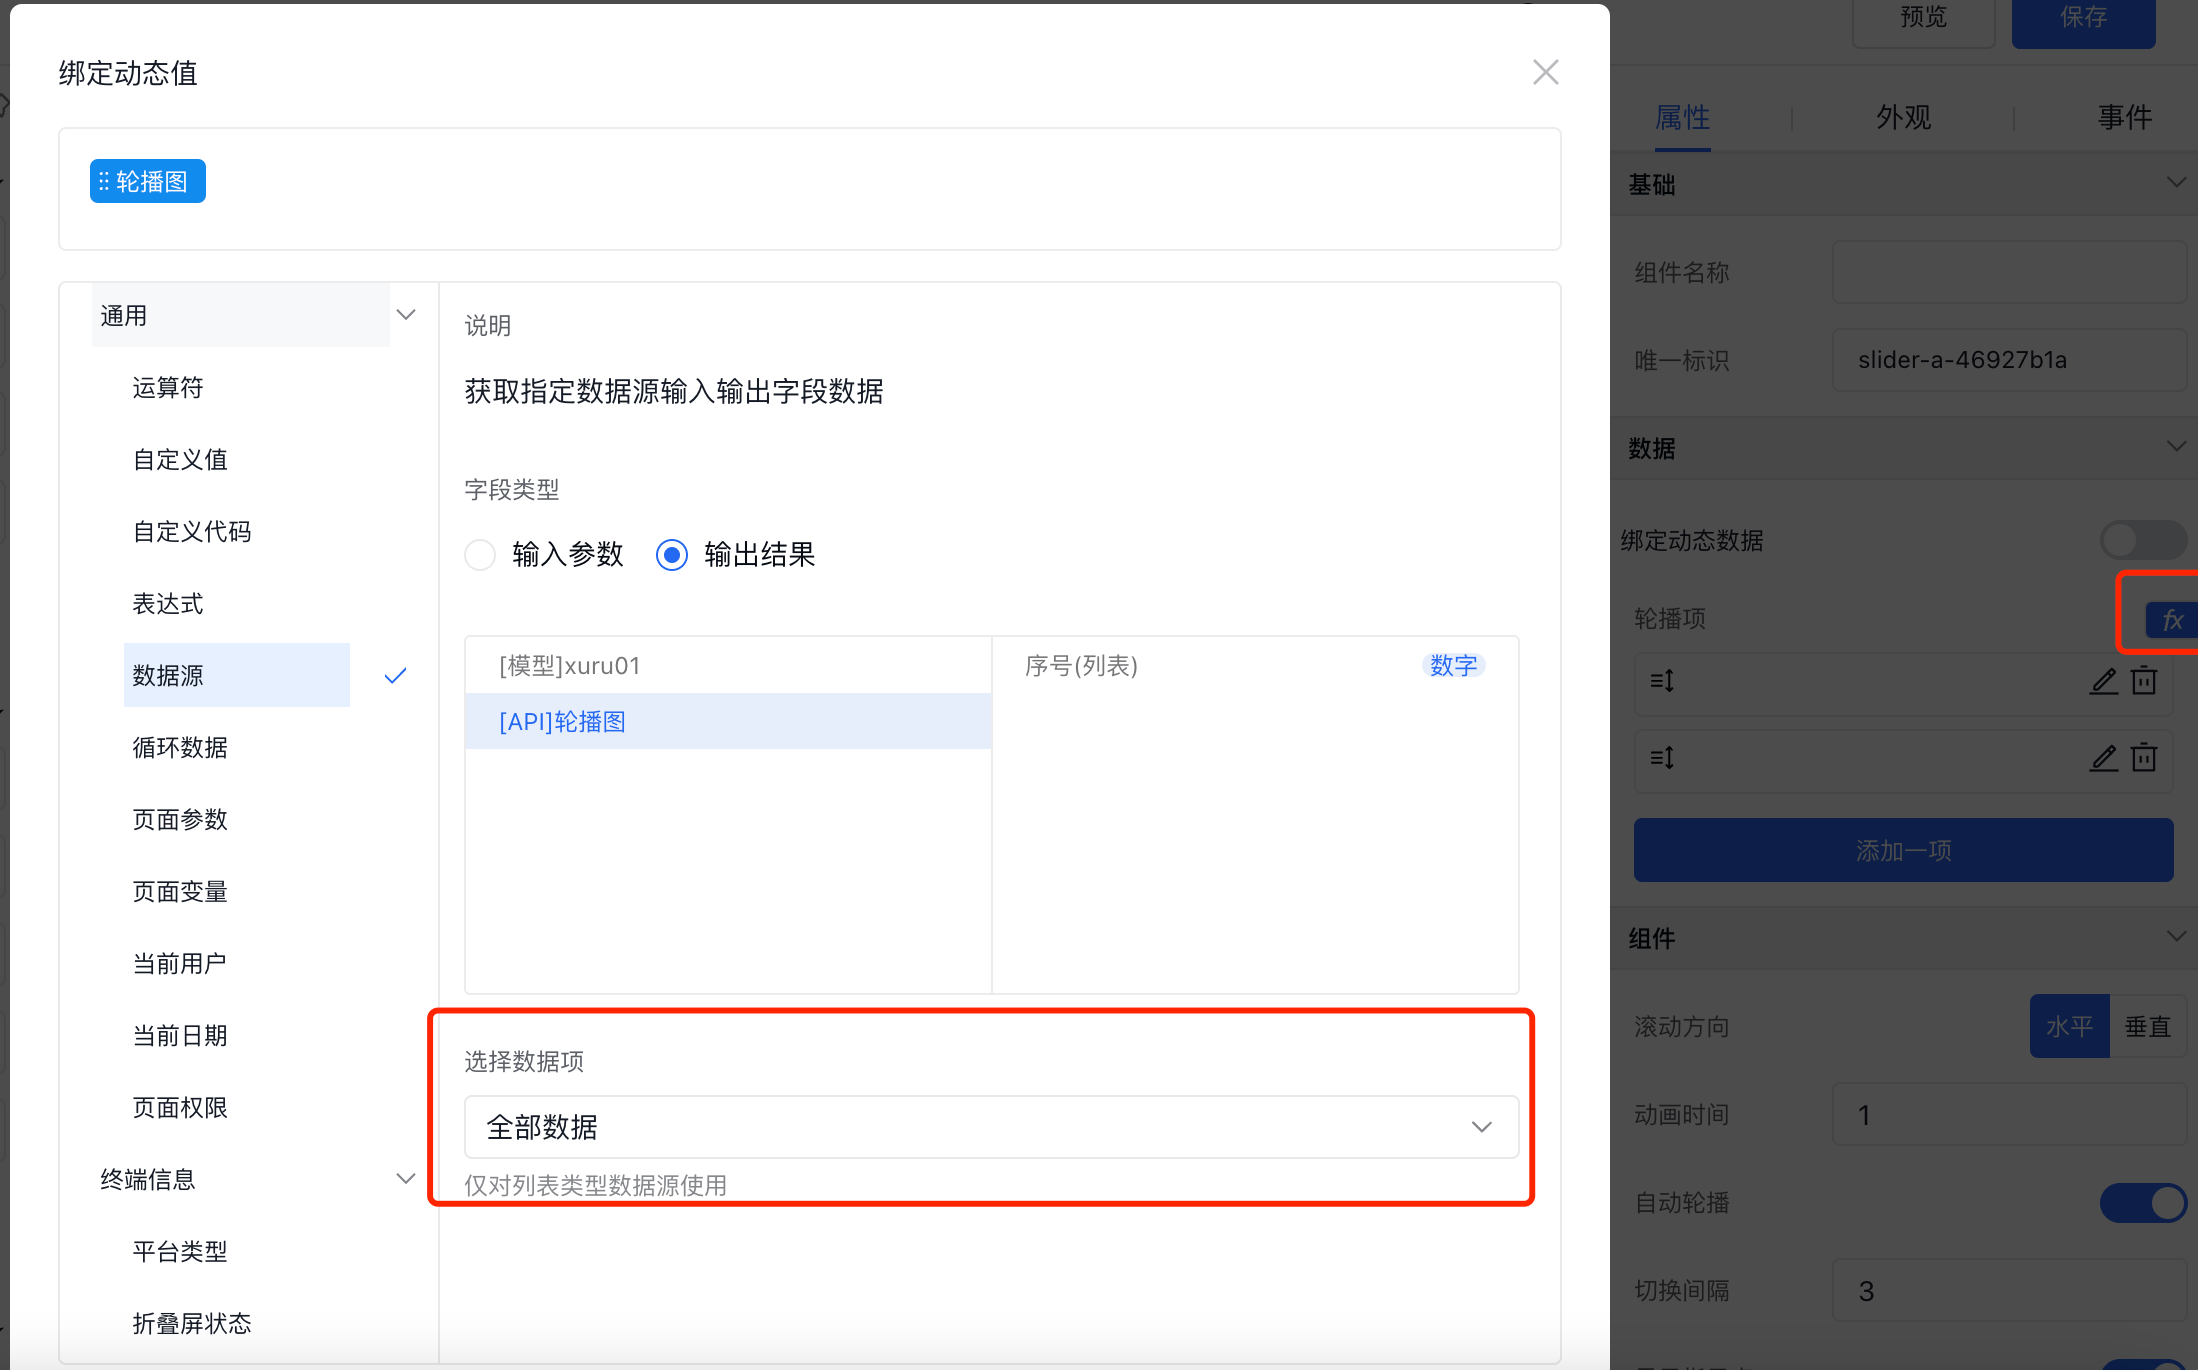 绑定动态值
轮播图
通用
运算符
自定义值
自定义代码
表达式
数据源
循环数据
页面参数
页面变量
当前用户
当前日期
页面权限
终端信息
平台类型
折叠屏状态
说明
获取指定数据源输入输出字段数据
字段类型
输入参数 输出结果
[模型]xuru01
[API]轮播图
序号(列表) 数字
选择数据项
全部数据
仅对列表类型数据源使用
预览 保存
属性 外观 事件
基础
组件名称
唯一标识 slider-a-46927b1a
数据
绑定动态数据
轮播项 fx
添加一项
组件
滚动方向 水平 垂直
动画时间 1
自动轮播
切换间隔 3